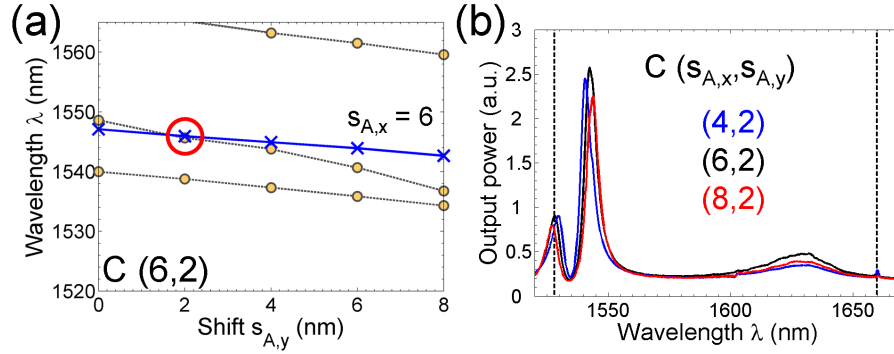 (a)
1560
1550
1540
1530
1520
Wavelength λ (nm)
s_A,x = 6
C (6,2)
0 2 4 6 8
Shift s_A,y (nm)
(b)
3
2.5
2
1.5
1
0.5
0
Output power (a.u.)
C (s_A,x,s_A,y)
(4,2)
(6,2)
(8,2)
1550 1600 1650
Wavelength λ (nm)